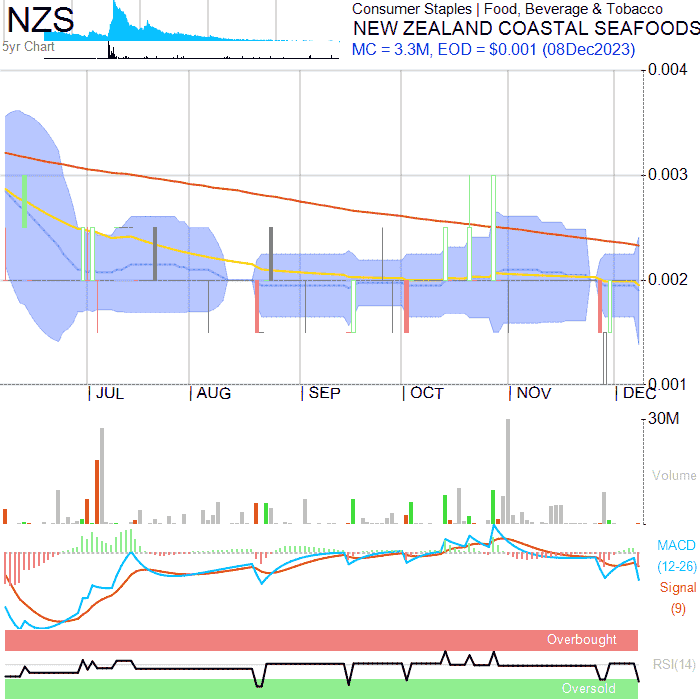 NZS
5yr Chart
Consumer Staples | Food, Beverage & Tobacco
NEW ZEALAND COASTAL SEAFOODS
MC = 3.3M, EOD = $0.001 (08Dec2023)
0.004
0.003
0.002
0.001
JUL AUG SEP OCT NOV DEC
30M
Volume
MACD
(12-26)
Signal
(9)
Overbought
RSI(14)
Oversold